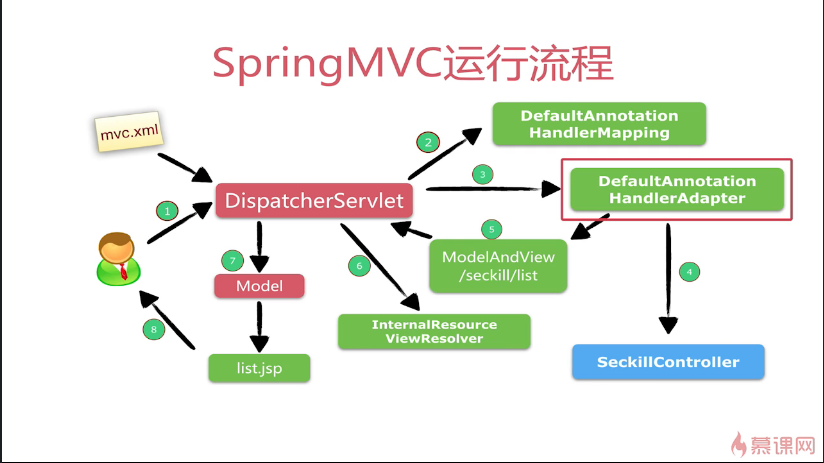 SpringMVC运行流程
mvc.xml
DefaultAnnotation
HandlerMapping
2
3
DefaultAnnotation
HandlerAdapter
DispatcherServlet
1
5
ModelAndView
/seckill/list
7
6
4
Model
8
InternalResource
ViewResolver
list.jsp
SeckillController
慕课网